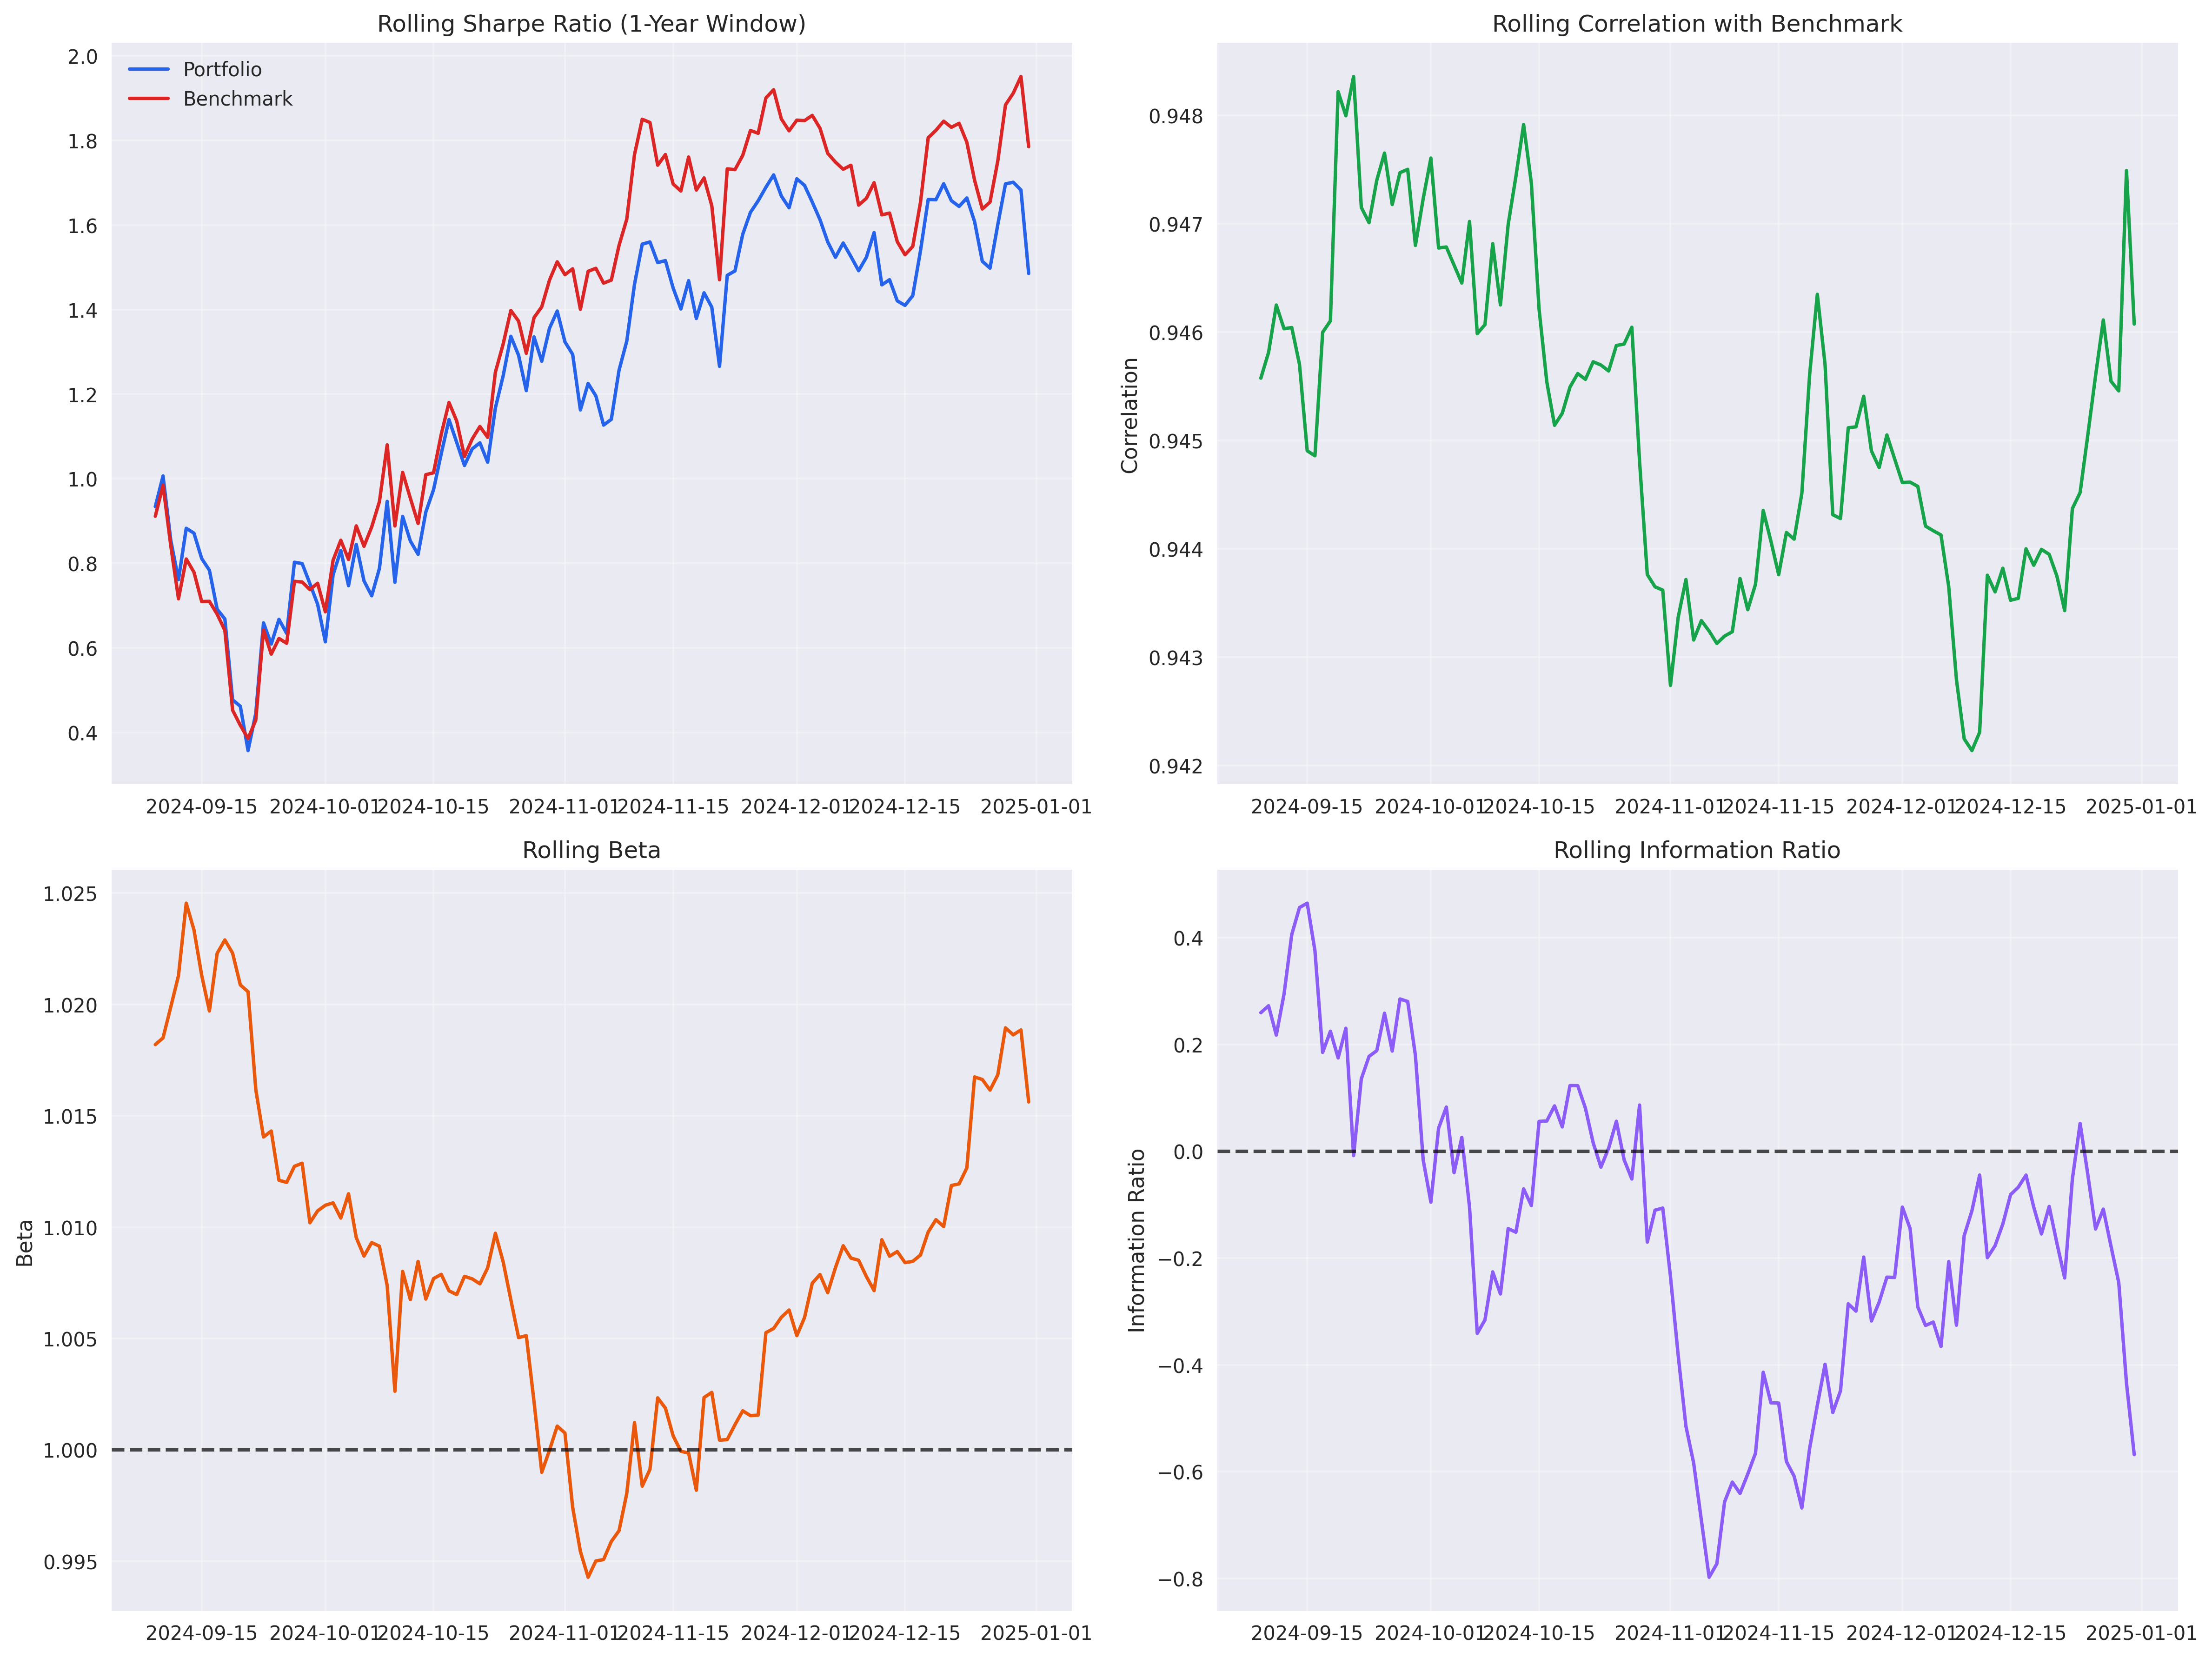 Rolling Sharpe Ratio (1-Year Window)
2.0
1.8
1.6
1.4
1.2
1.0
0.8
0.6
0.4
Portfolio
Benchmark
2024-09-15 2024-10-01 2024-10-15 2024-11-01 2024-11-15 2024-12-01 2024-12-15 2025-01-01
Rolling Correlation with Benchmark
Correlation
0.948
0.947
0.946
0.945
0.944
0.943
0.942
2024-09-15 2024-10-01 2024-10-15 2024-11-01 2024-11-15 2024-12-01 2024-12-15 2025-01-01
Rolling Beta
Beta
1.025
1.020
1.015
1.010
1.005
1.000
0.995
2024-09-15 2024-10-01 2024-10-15 2024-11-01 2024-11-15 2024-12-01 2024-12-15 2025-01-01
Rolling Information Ratio
Information Ratio
0.4
0.2
0.0
−0.2
−0.4
−0.6
−0.8
2024-09-15 2024-10-01 2024-10-15 2024-11-01 2024-11-15 2024-12-01 2024-12-15 2025-01-01